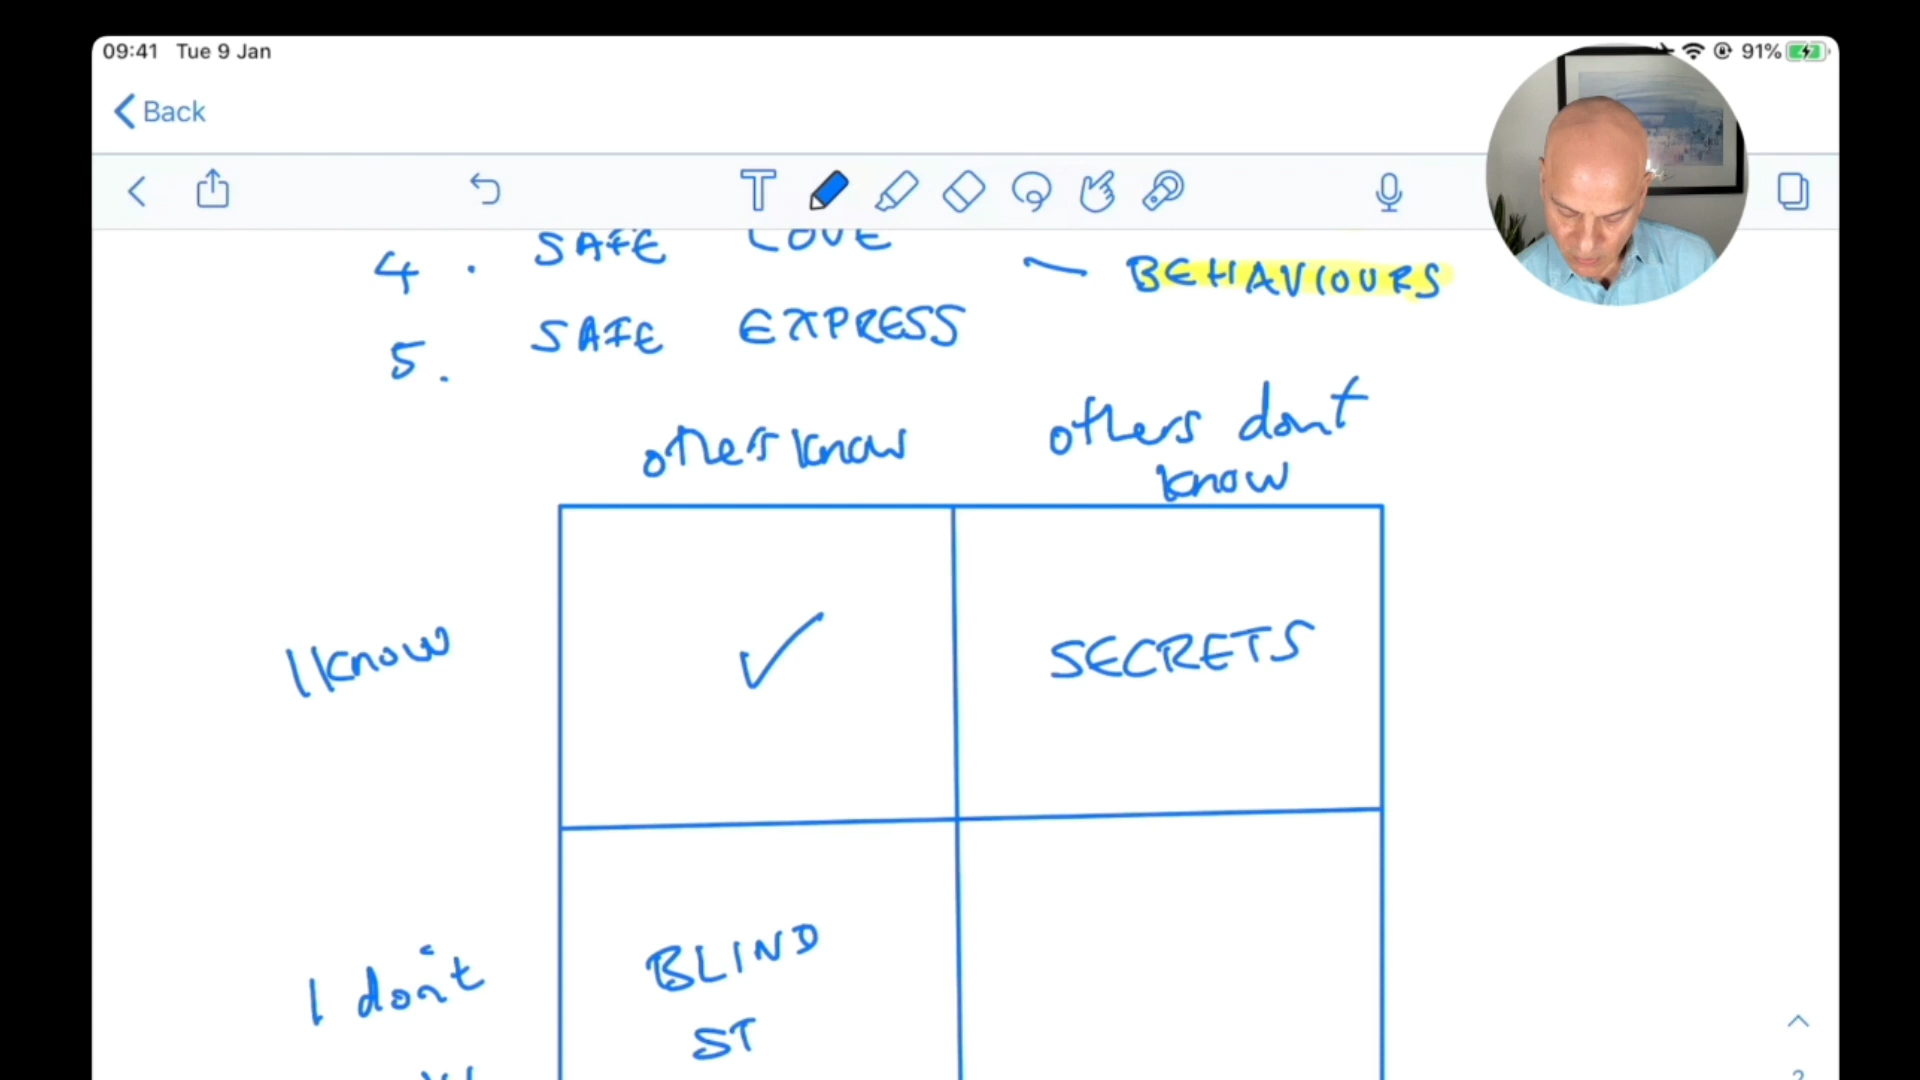 09:41 Tue 9 Jan
91%
Back
4. SAFE LOVE
BEHAVIOURS
5. SAFE EXPRESS
others know
others dont
know
I know
SECRETS
I don't
BLIND
ST